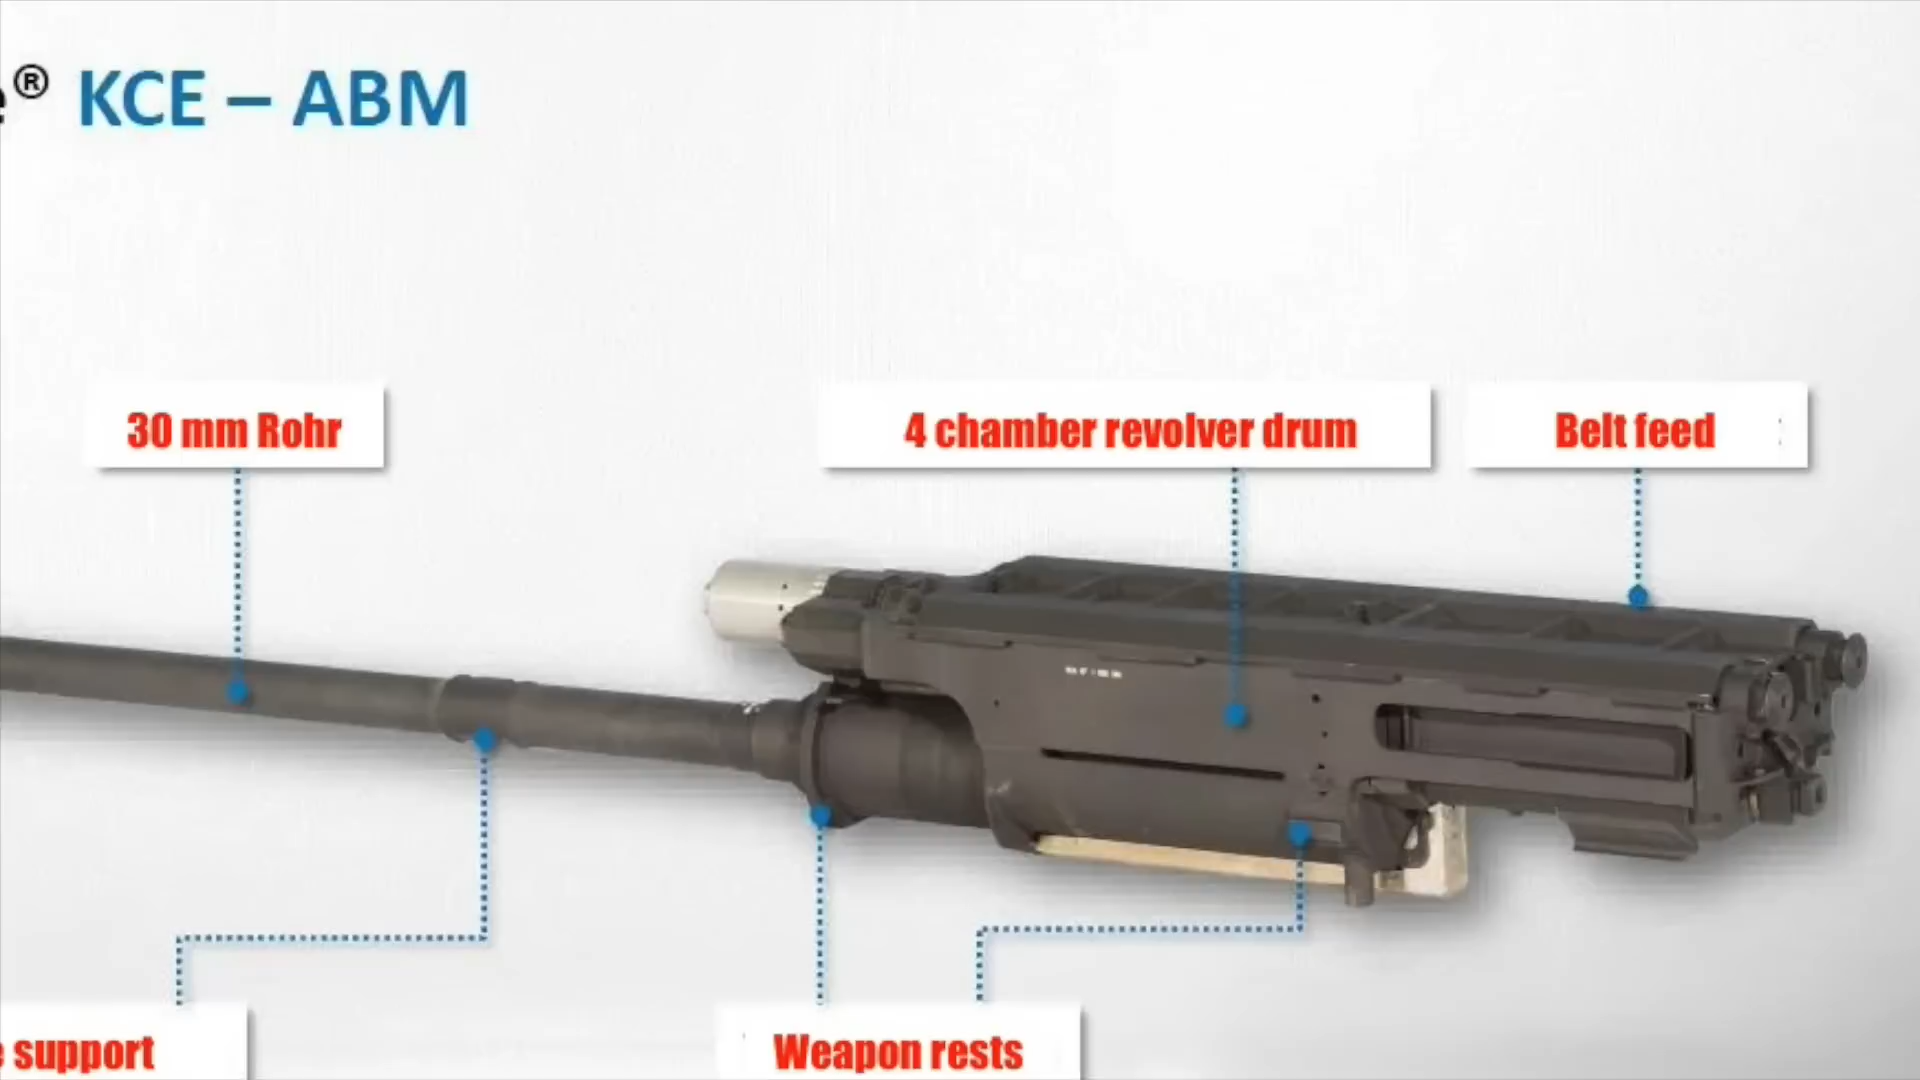 e® KCE – ABM
30 mm Rohr
4 chamber revolver drum
Belt feed
support
Weapon rests